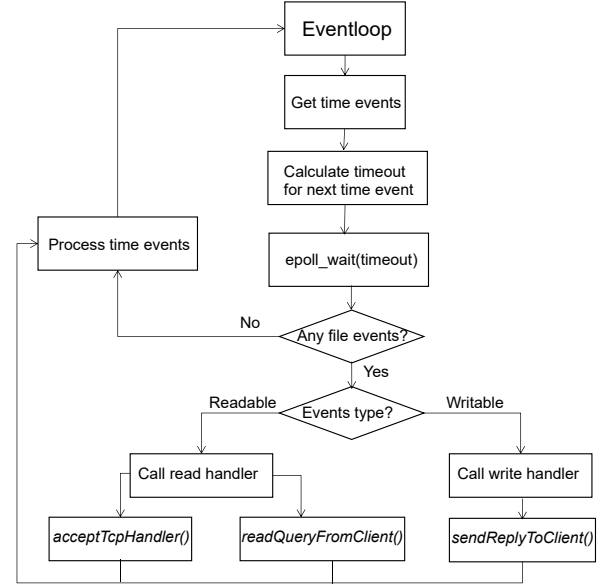 Eventloop
Get time events
Calculate timeout
for next time event
Process time events
epoll_wait(timeout)
No
Any file events?
Yes
Readable
Events type?
Writable
Call read handler
Call write handler
acceptTcpHandler()
readQueryFromClient()
sendReplyToClient()